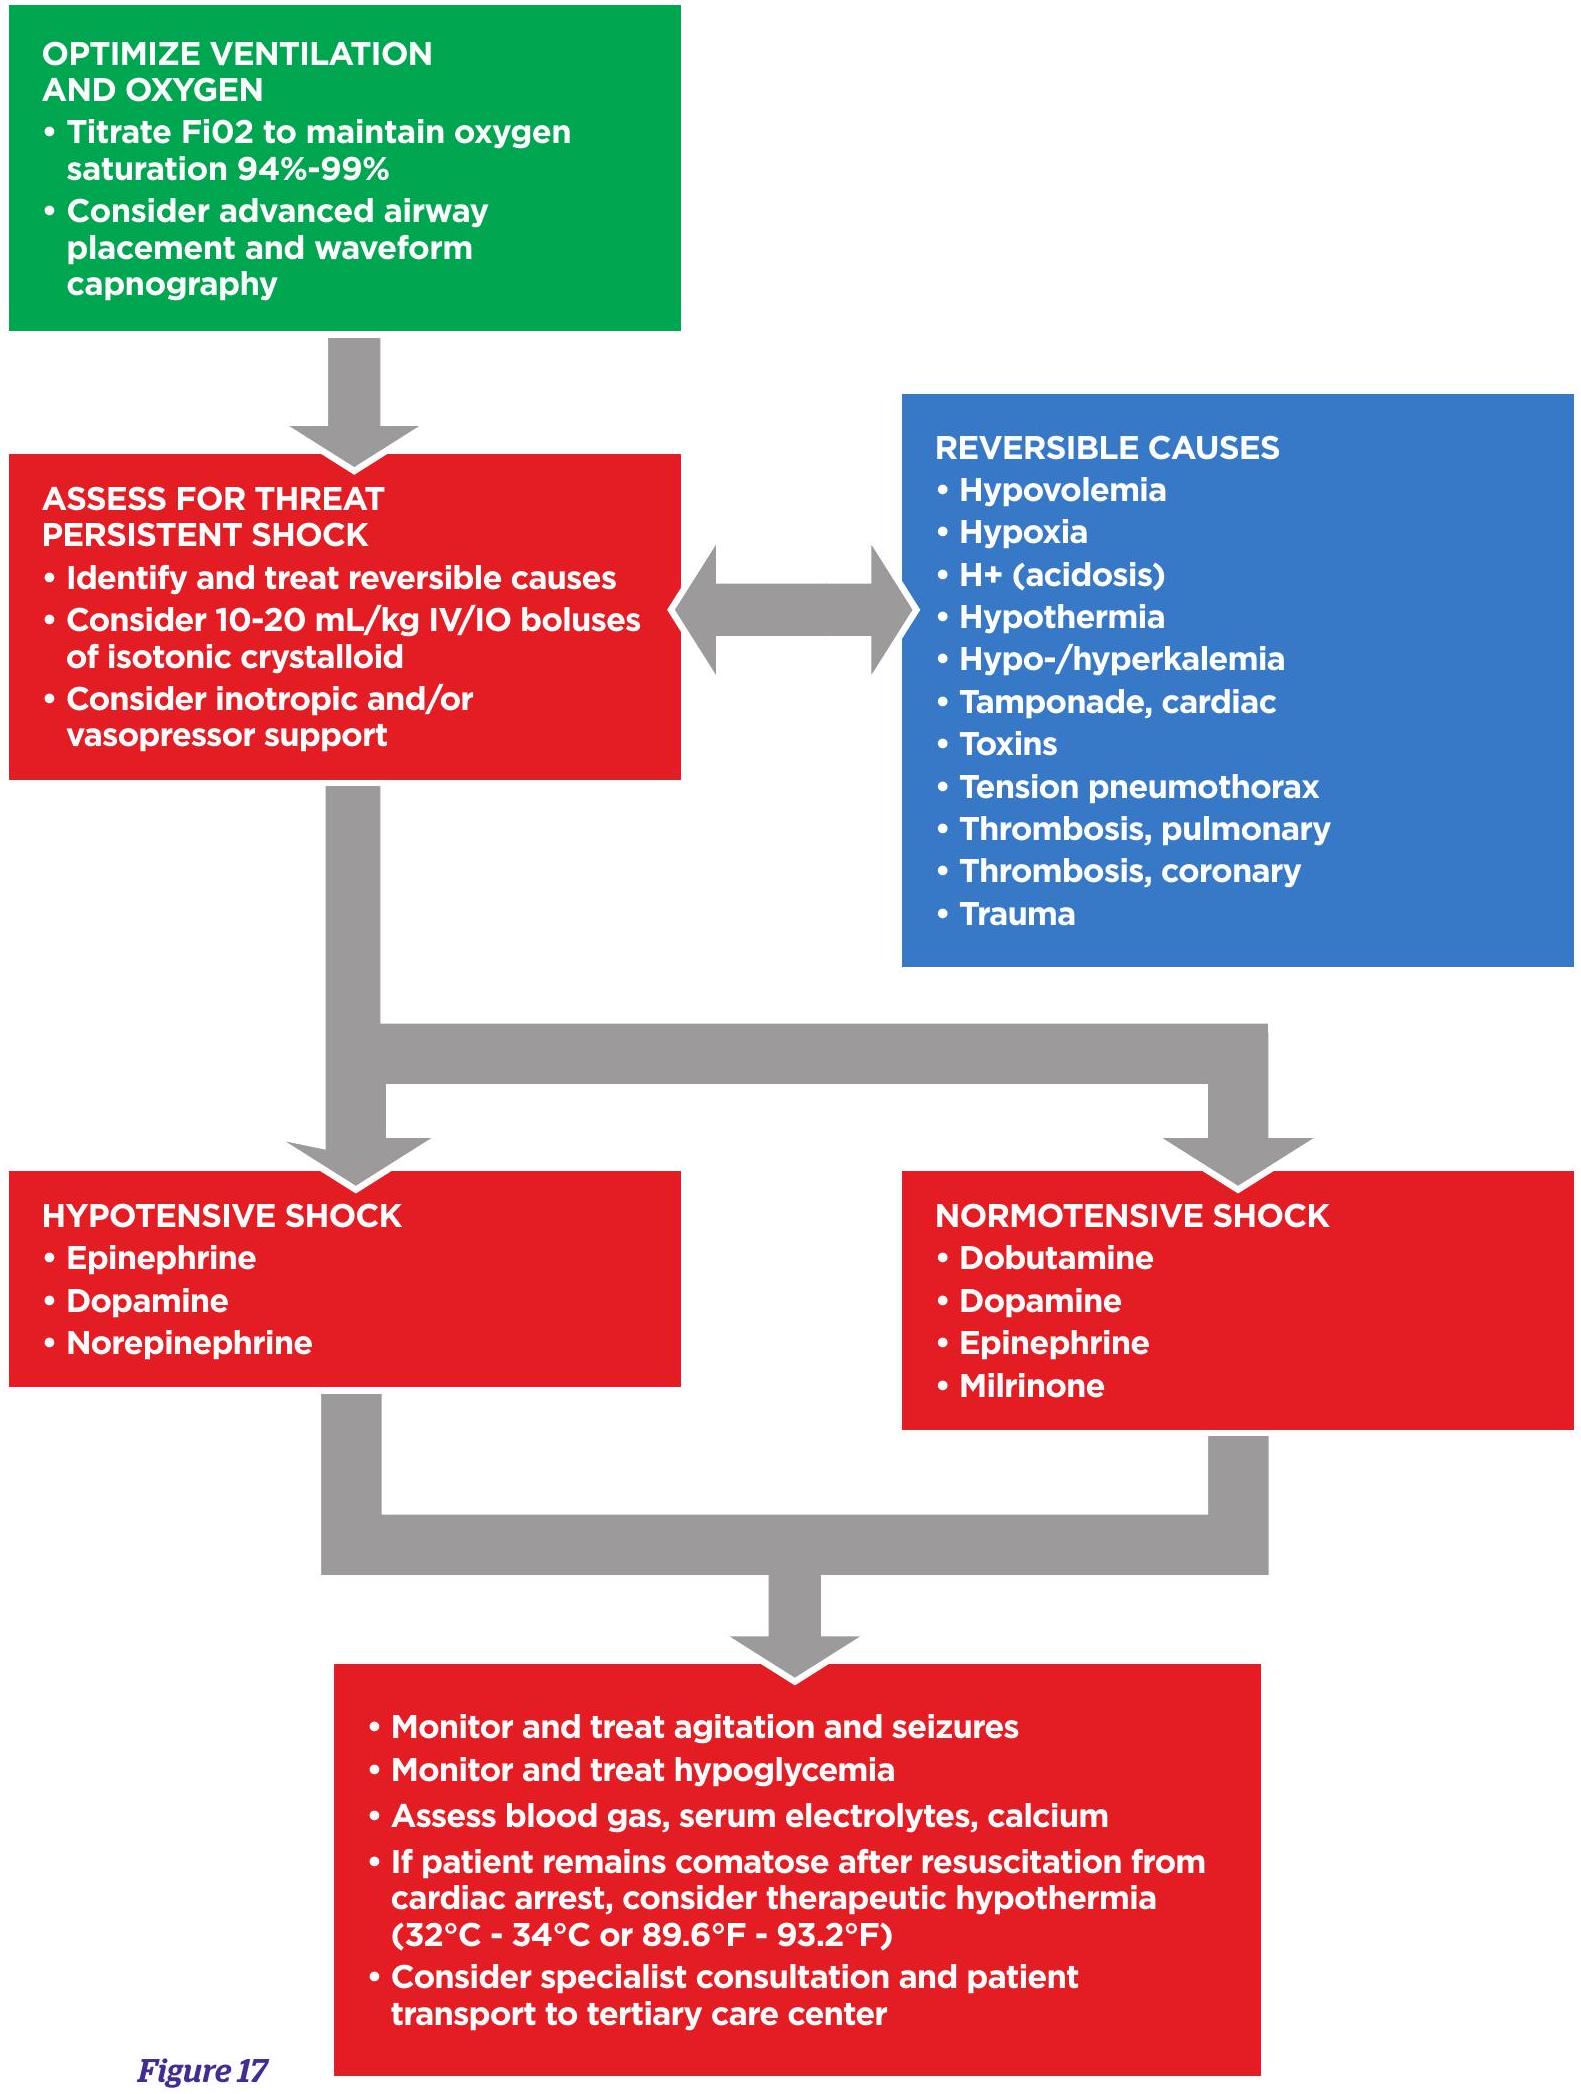 OPTIMIZE VENTILATION
AND OXYGEN
• Titrate FiO2 to maintain oxygen
saturation 94%-99%
• Consider advanced airway
placement and waveform
capnography
ASSESS FOR THREAT
PERSISTENT SHOCK
• Identify and treat reversible causes
• Consider 10-20 mL/kg IV/IO boluses
of isotonic crystalloid
• Consider inotropic and/or
vasopressor support
REVERSIBLE CAUSES
• Hypovolemia
• Hypoxia
• H+ (acidosis)
• Hypothermia
• Hypo-/hyperkalemia
• Tamponade, cardiac
• Toxins
• Tension pneumothorax
• Thrombosis, pulmonary
• Thrombosis, coronary
• Trauma
HYPOTENSIVE SHOCK
• Epinephrine
• Dopamine
• Norepinephrine
NORMOTENSIVE SHOCK
• Dobutamine
• Dopamine
• Epinephrine
• Milrinone
• Monitor and treat agitation and seizures
• Monitor and treat hypoglycemia
• Assess blood gas, serum electrolytes, calcium
• If patient remains comatose after resuscitation from
cardiac arrest, consider therapeutic hypothermia
(32°C - 34°C or 89.6°F - 93.2°F)
• Consider specialist consultation and patient
transport to tertiary care center
Figure 17